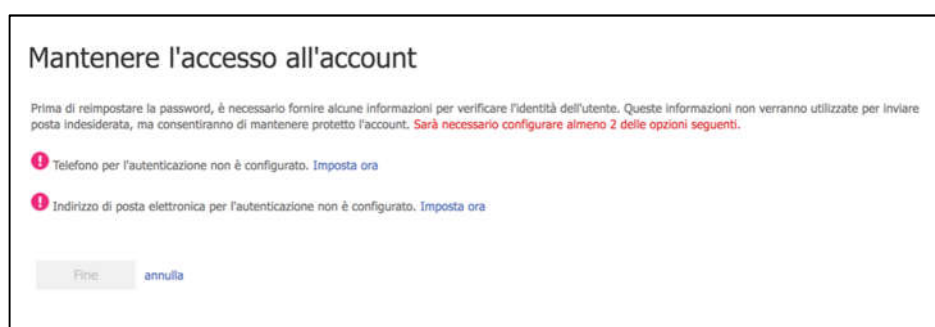 Mantenere l'accesso all'account
Prima di reimpostare la password, è necessario fornire alcune informazioni per verificare l'identità dell'utente. Queste informazioni non verranno utilizzate per inviare
posta indesiderata, ma consentiranno di mantenere protetto l'account. Sarà necessario configurare almeno 2 delle opzioni seguenti.
Telefono per l'autenticazione non è configurato. Imposta ora
Indirizzo di posta elettronica per l'autenticazione non è configurato. Imposta ora
Fine annulla